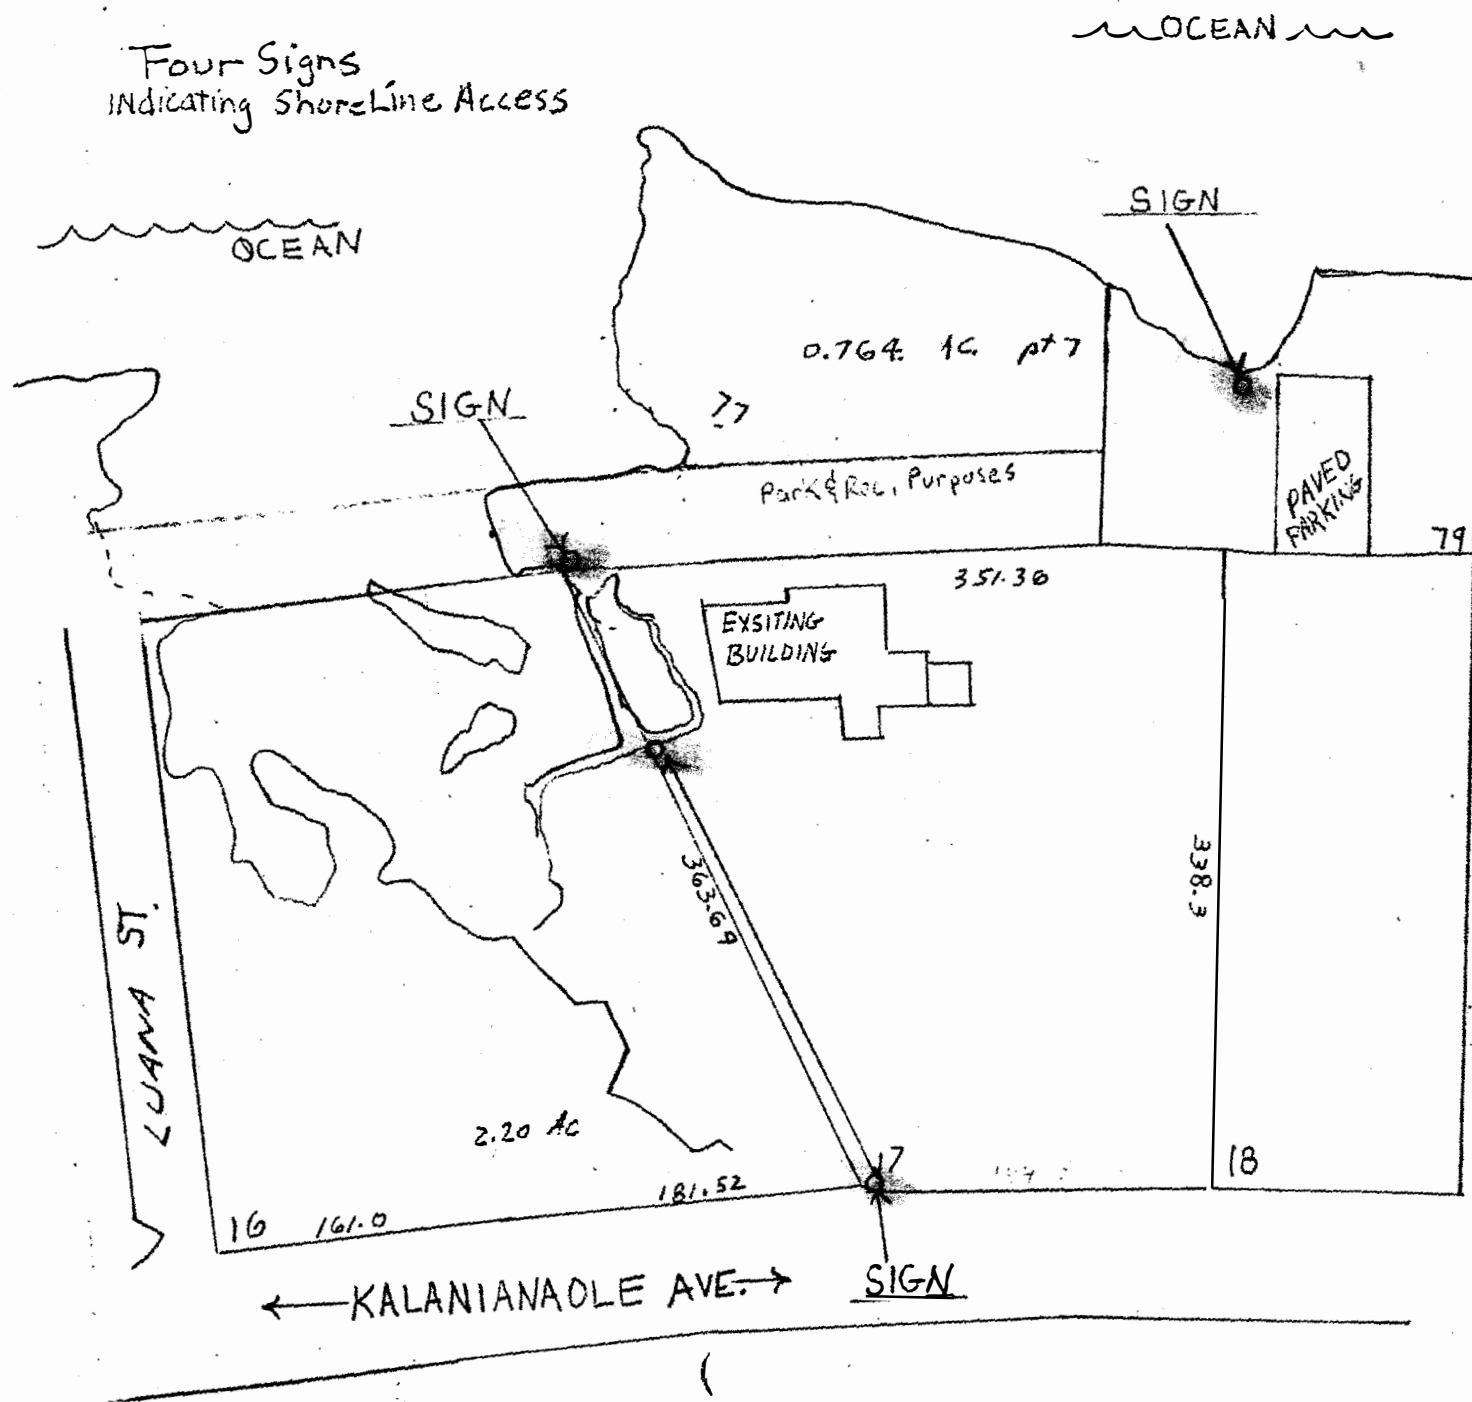 OCEAN
Four Signs
INdicating ShoreLine Access
SIGN
OCEAN
0.764 AC. pt 7
SIGN
77
Park & Rec. Purposes
PAVED
PARKING
79
351.36
EXSITING
BUILDING
338.3
363.69
LUANA ST.
2.20 Ac
17
18
181.52
16
161.0
KALANIANAOLE AVE.
SIGN